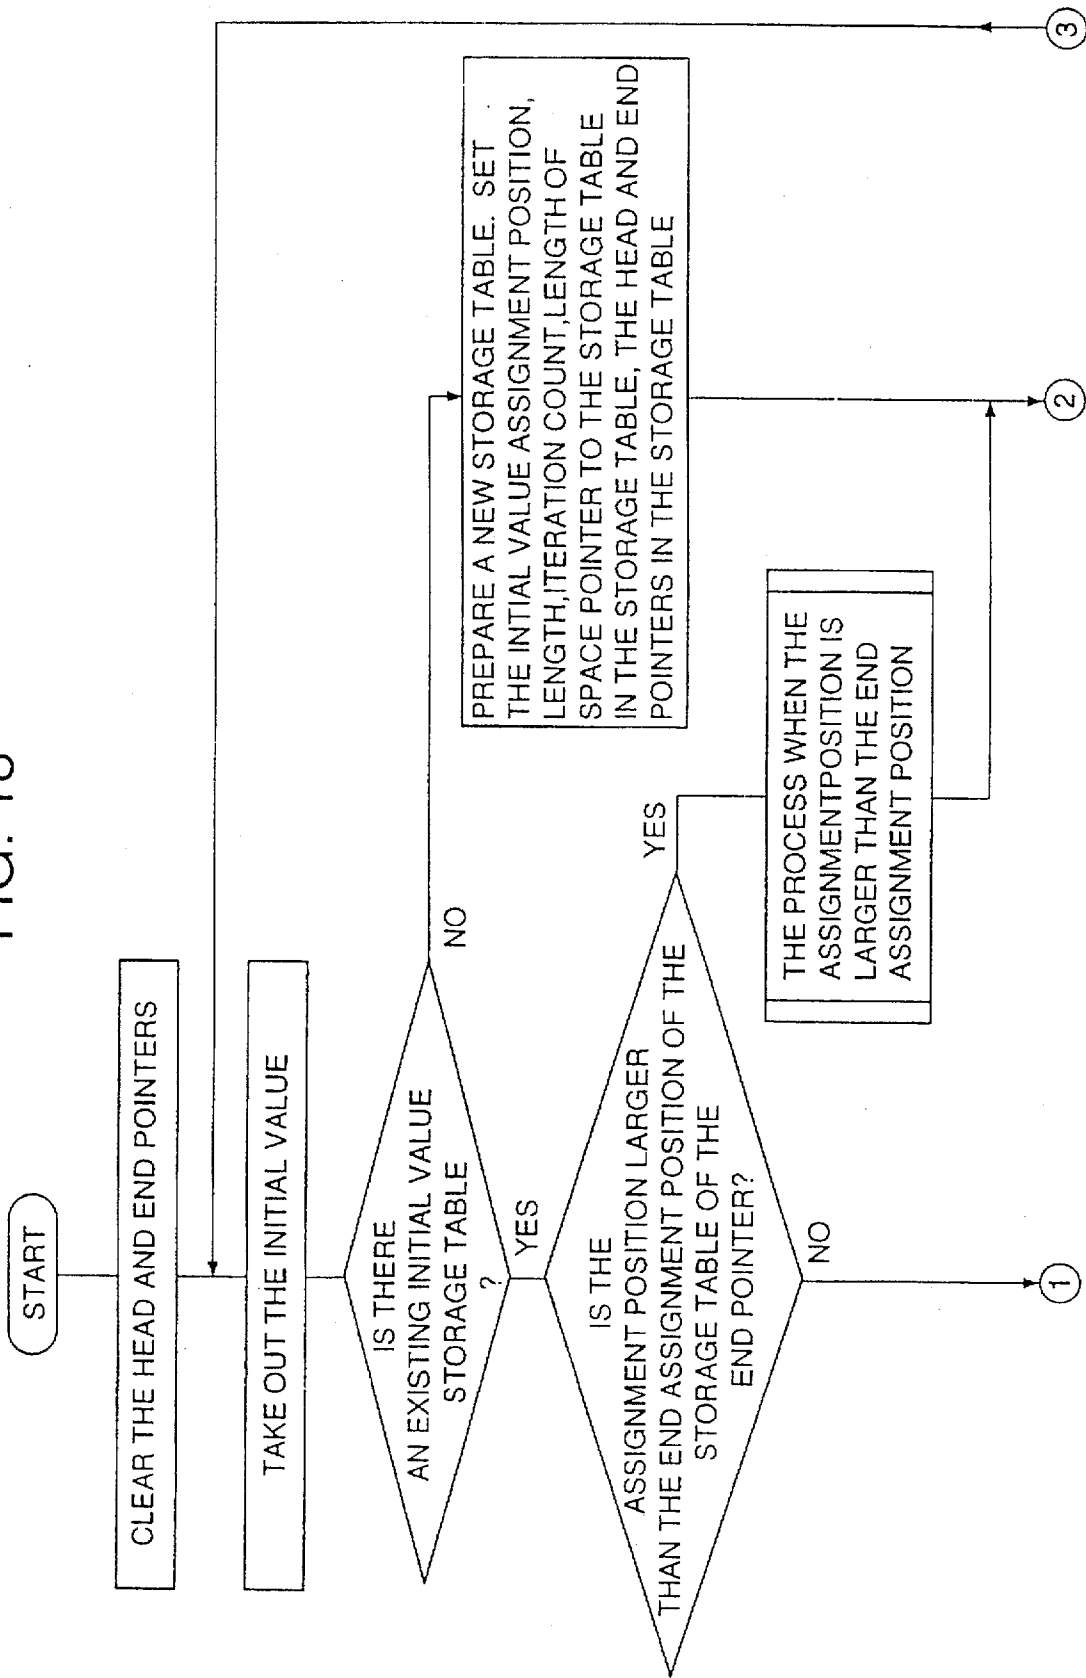 FIG.
START
CLEAR THE HEAD AND END POINTERS
TAKE OUT THE INITIAL VALUE
IS THERE
AN EXISTING INITIAL VALUE
STORAGE TABLE
?
NO
YES
PREPARE A NEW STORAGE TABLE. SET
THE INTIAL VALUE ASSIGNMENT POSITION,
LENGTH,ITERATION COUNT,LENGTH OF
SPACE POINTER TO THE STORAGE TABLE
IN THE STORAGE TABLE, THE HEAD AND END
POINTERS IN THE STORAGE TABLE
IS THE
ASSIGNMENT POSITION LARGER
THAN THE END ASSIGNMENT POSITION OF THE
STORAGE TABLE OF THE
END POINTER?
YES
NO
THE PROCESS WHEN THE
ASSIGNMENTPOSITION IS
LARGER THAN THE END
ASSIGNMENT POSITION
1
2
3